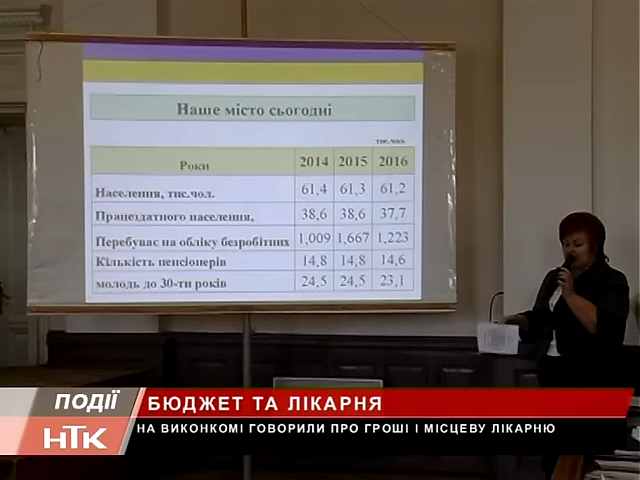 Наше місто сьогодні
тис.чол.
Роки 2014 2015 2016
Населення, тис.чол. 61,4 61,3 61,2
Працездатного населення, 38,6 38,6 37,7
Перебуває на обліку безробітних 1,009 1,667 1,223
Кількість пенсіонерів 14,8 14,8 14,6
молодь до 30-ти років 24,5 24,5 23,1
ПОДІЇ
НТК
БЮДЖЕТ ТА ЛІКАРНЯ
НА ВИКОНКОМІ ГОВОРИЛИ ПРО ГРОШІ І МІСЦЕВУ ЛІКАРНЮ